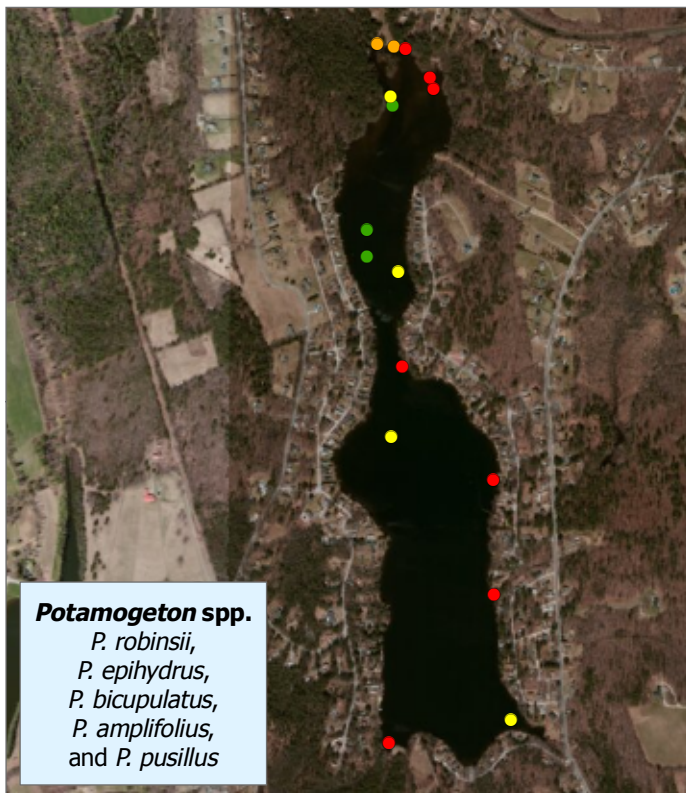 Potamogeton spp.
P. robinsii,
P. epihydrus,
P. bicupulatus,
P. amplifolius,
and P. pusillus